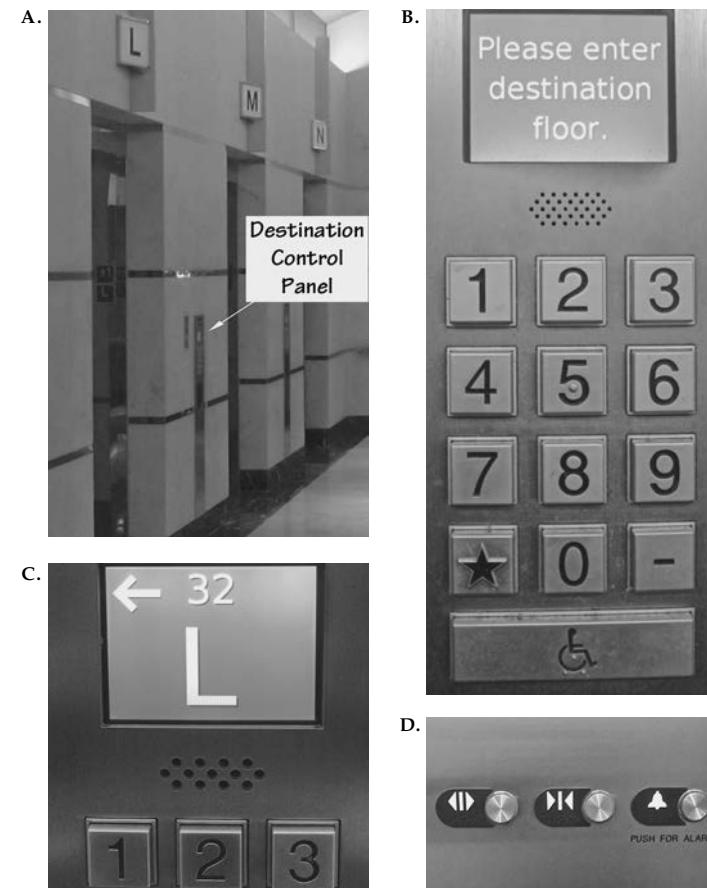 A.
L
M
N
Destination
Control
Panel
B.
Please enter
destination
floor.
1 2 3
4 5 6
7 8 9
★ 0 -
C.
← 32
L
1 2 3
D.
PUSH FOR ALAR